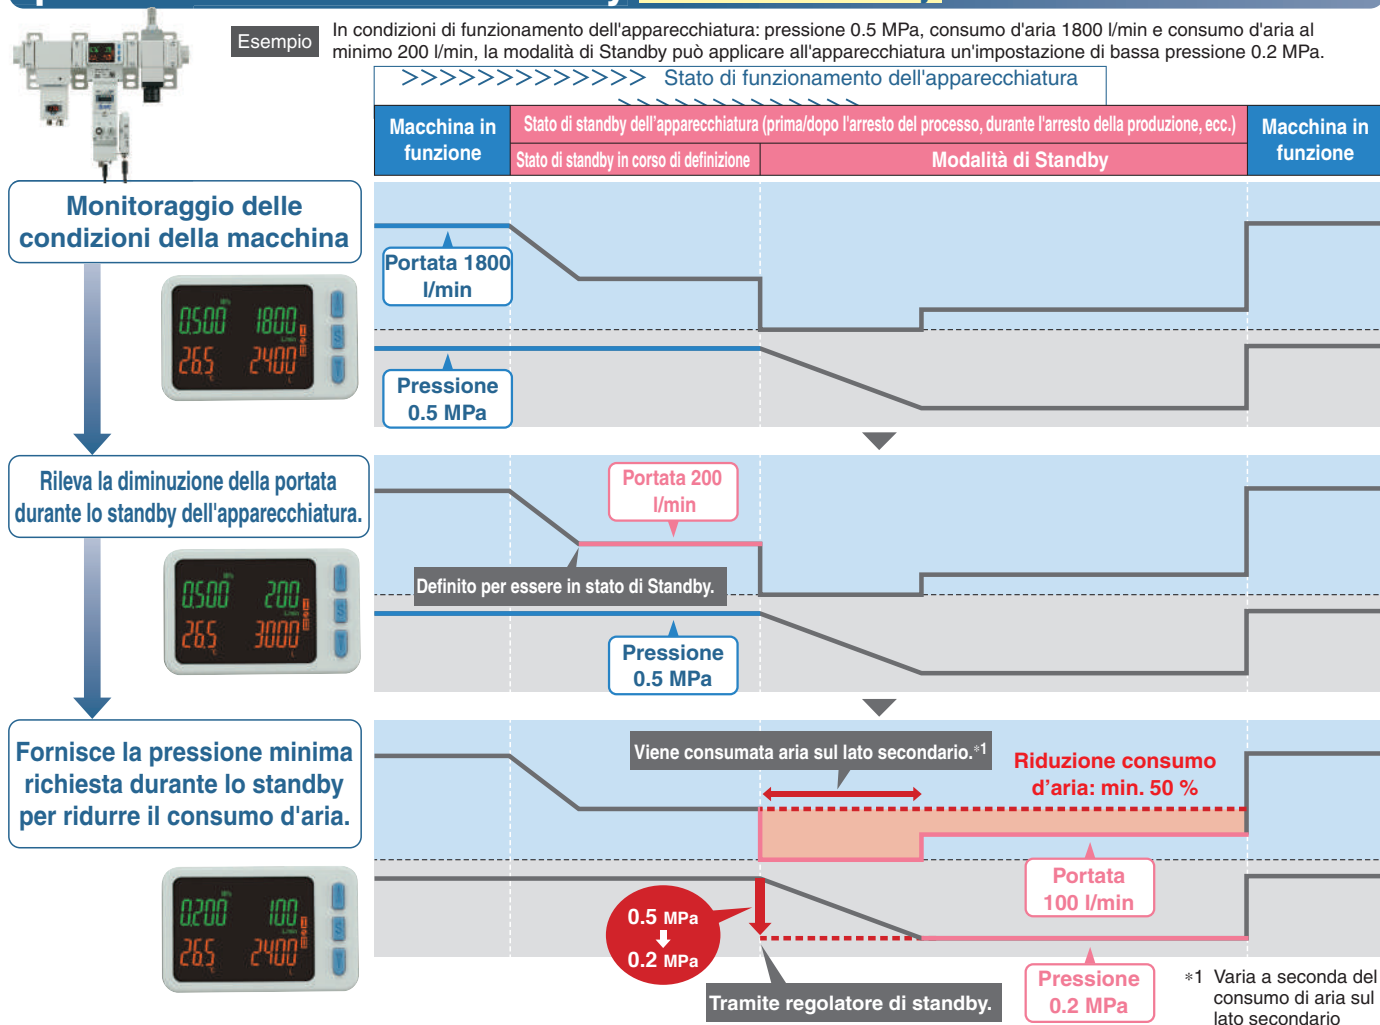 Esempio
In condizioni di funzionamento dell'apparecchiatura: pressione 0.5 MPa, consumo d'aria 1800 l/min e consumo d'aria al
minimo 200 l/min, la modalità di Standby può applicare all'apparecchiatura un'impostazione di bassa pressione 0.2 MPa.
>>>>>>>>>>>>> Stato di funzionamento dell'apparecchiatura
Macchina in
funzione
Stato di standby dell'apparecchiatura (prima/dopo l'arresto del processo, durante l'arresto della produzione, ecc.)
Stato di standby in corso di definizione
Modalità di Standby
Macchina in
funzione
Monitoraggio delle
condizioni della macchina
Portata 1800
l/min
0.500 1800
L/min
26.5 2400
°C L
Pressione
0.5 MPa
Rileva la diminuzione della portata
durante lo standby dell'apparecchiatura.
Portata 200
l/min
Definito per essere in stato di Standby.
0.500 200
L/min
26.5 3000
°C L
Pressione
0.5 MPa
Fornisce la pressione minima
richiesta durante lo standby
per ridurre il consumo d'aria.
Viene consumata aria sul lato secondario.*1
Riduzione consumo
d'aria: min. 50 %
0.200 100
L/min
26.5 2400
°C L
Portata
100 l/min
0.5 MPa
0.2 MPa
Tramite regolatore di standby.
Pressione
0.2 MPa
*1 Varia a seconda del
consumo di aria sul
lato secondario